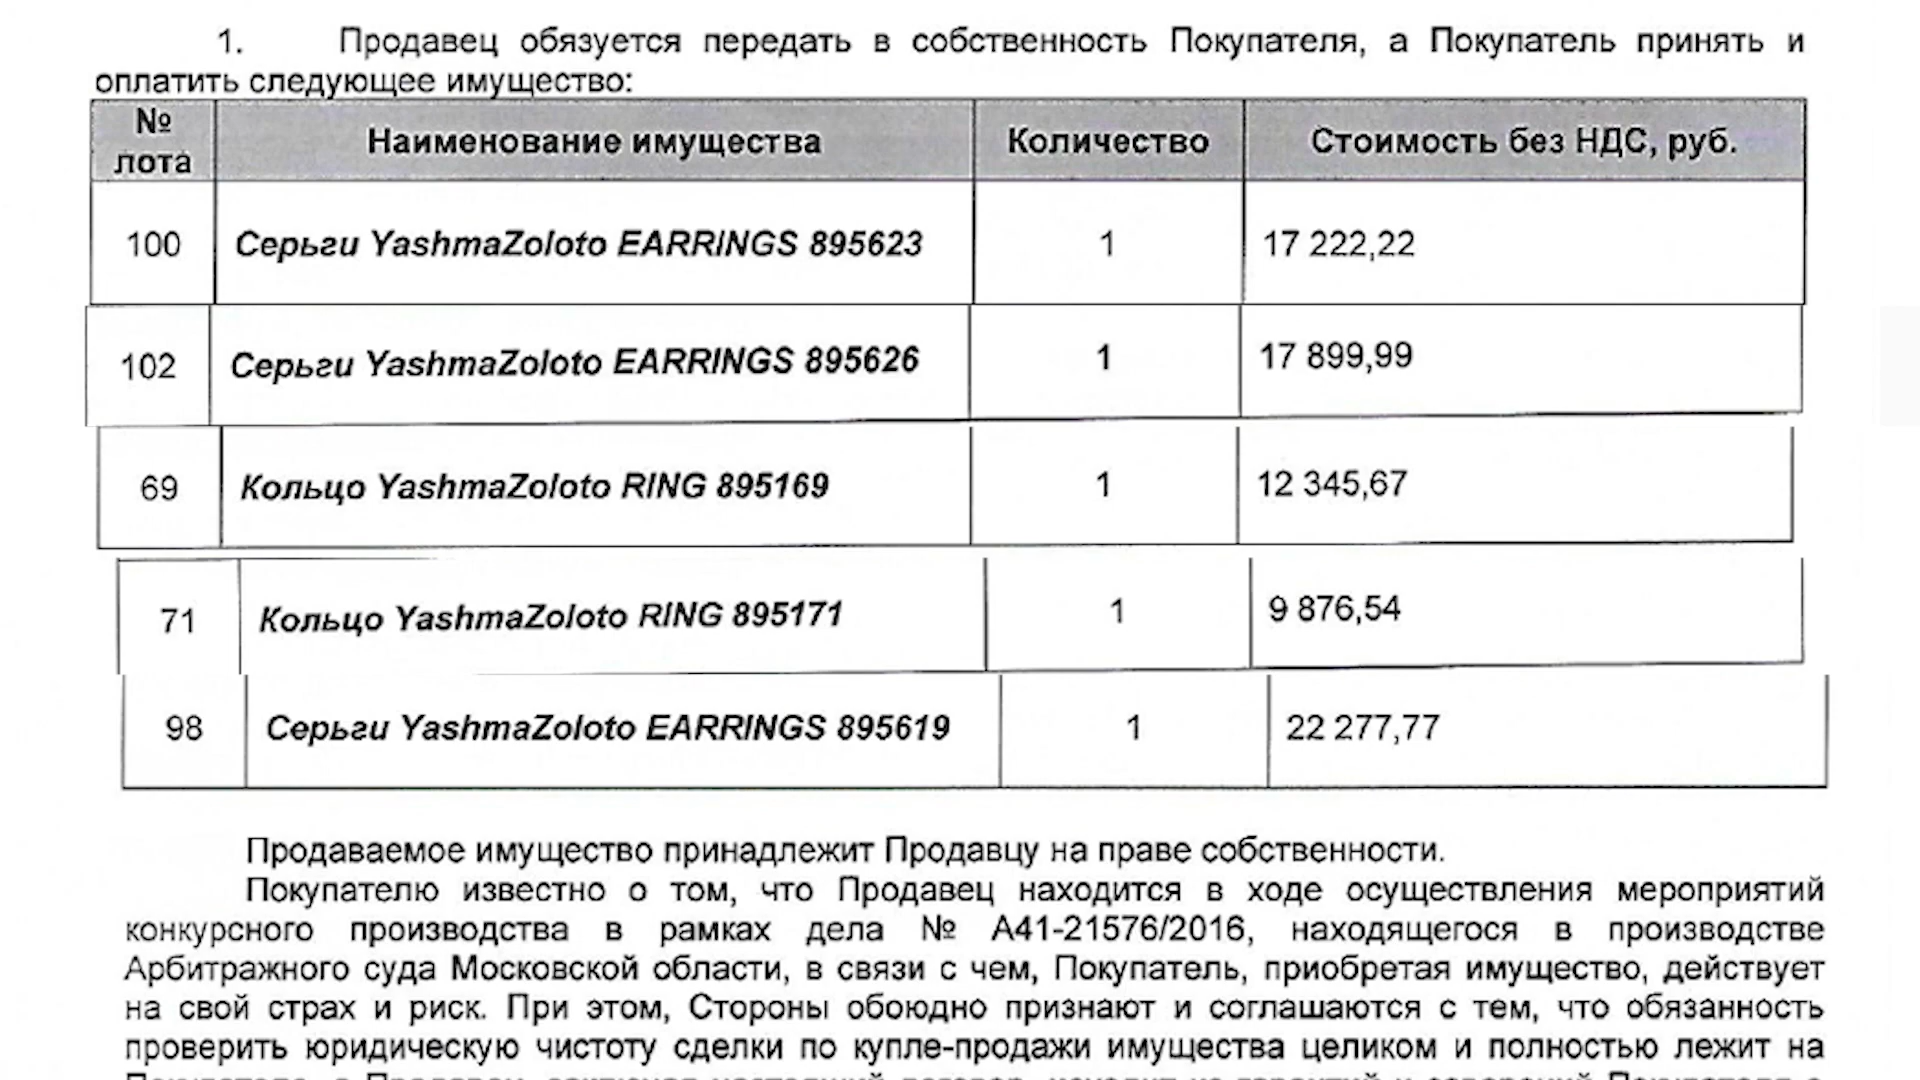 1. Продавец обязуется передать в собственность Покупателя, а Покупатель принять и
оплатить следующее имущество:
№ лота Наименование имущества Количество Стоимость без НДС, руб.
100 Серьги YashmaZoloto EARRINGS 895623 1 17 222,22
102 Серьги YashmaZoloto EARRINGS 895626 1 17 899,99
69 Кольцо YashmaZoloto RING 895169 1 12 345,67
71 Кольцо YashmaZoloto RING 895171 1 9 876,54
98 Серьги YashmaZoloto EARRINGS 895619 1 22 277,77
Продаваемое имущество принадлежит Продавцу на праве собственности.
Покупателю известно о том, что Продавец находится в ходе осуществления мероприятий
конкурсного производства в рамках дела № А41-21576/2016, находящегося в производстве
Арбитражного суда Московской области, в связи с чем, Покупатель, приобретая имущество, действует
на свой страх и риск. При этом, Стороны обоюдно признают и соглашаются с тем, что обязанность
проверить юридическую чистоту сделки по купле-продажи имущества целиком и полностью лежит на